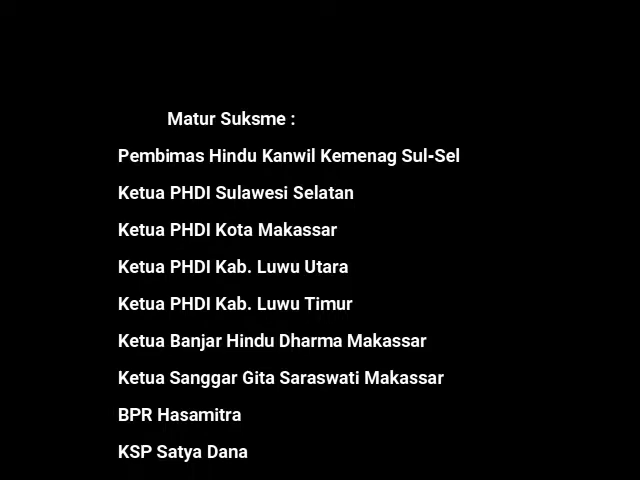 Matur Suksme :
Pembimas Hindu Kanwil Kemenag Sul-Sel
Ketua PHDI Sulawesi Selatan
Ketua PHDI Kota Makassar
Ketua PHDI Kab. Luwu Utara
Ketua PHDI Kab. Luwu Timur
Ketua Banjar Hindu Dharma Makassar
Ketua Sanggar Gita Saraswati Makassar
BPR Hasamitra
KSP Satya Dana